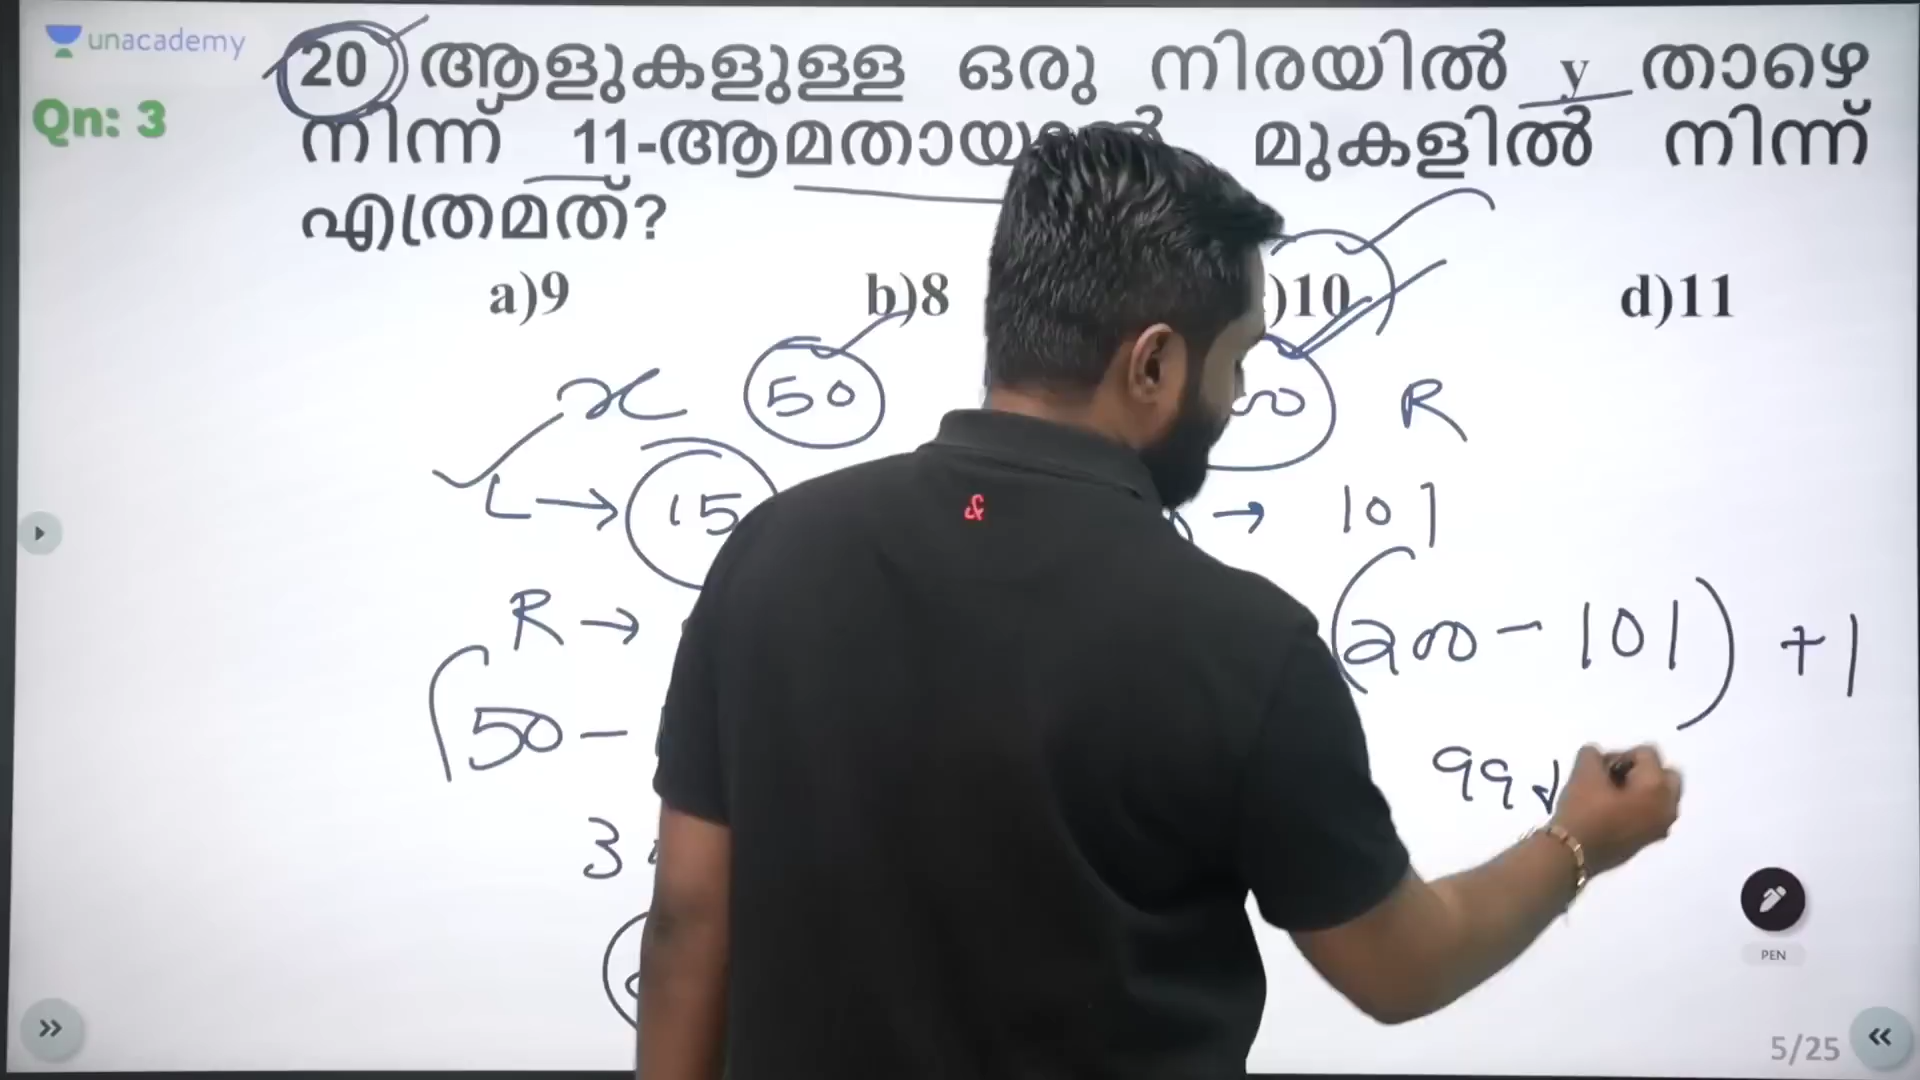 unacademy
Qn: 3
20 ആളുകളുള്ള ഒരു നിരയിൽ y താഴെ
നിന്ന് 11-ആമതായാൽ മുകളിൽ നിന്ന്
എത്രമത്?
a)9 b)8 )10 d)11
x 50 R
L → 15 → 101
R → (200 - 101) +1
(50 -
99
3
PEN
5/25